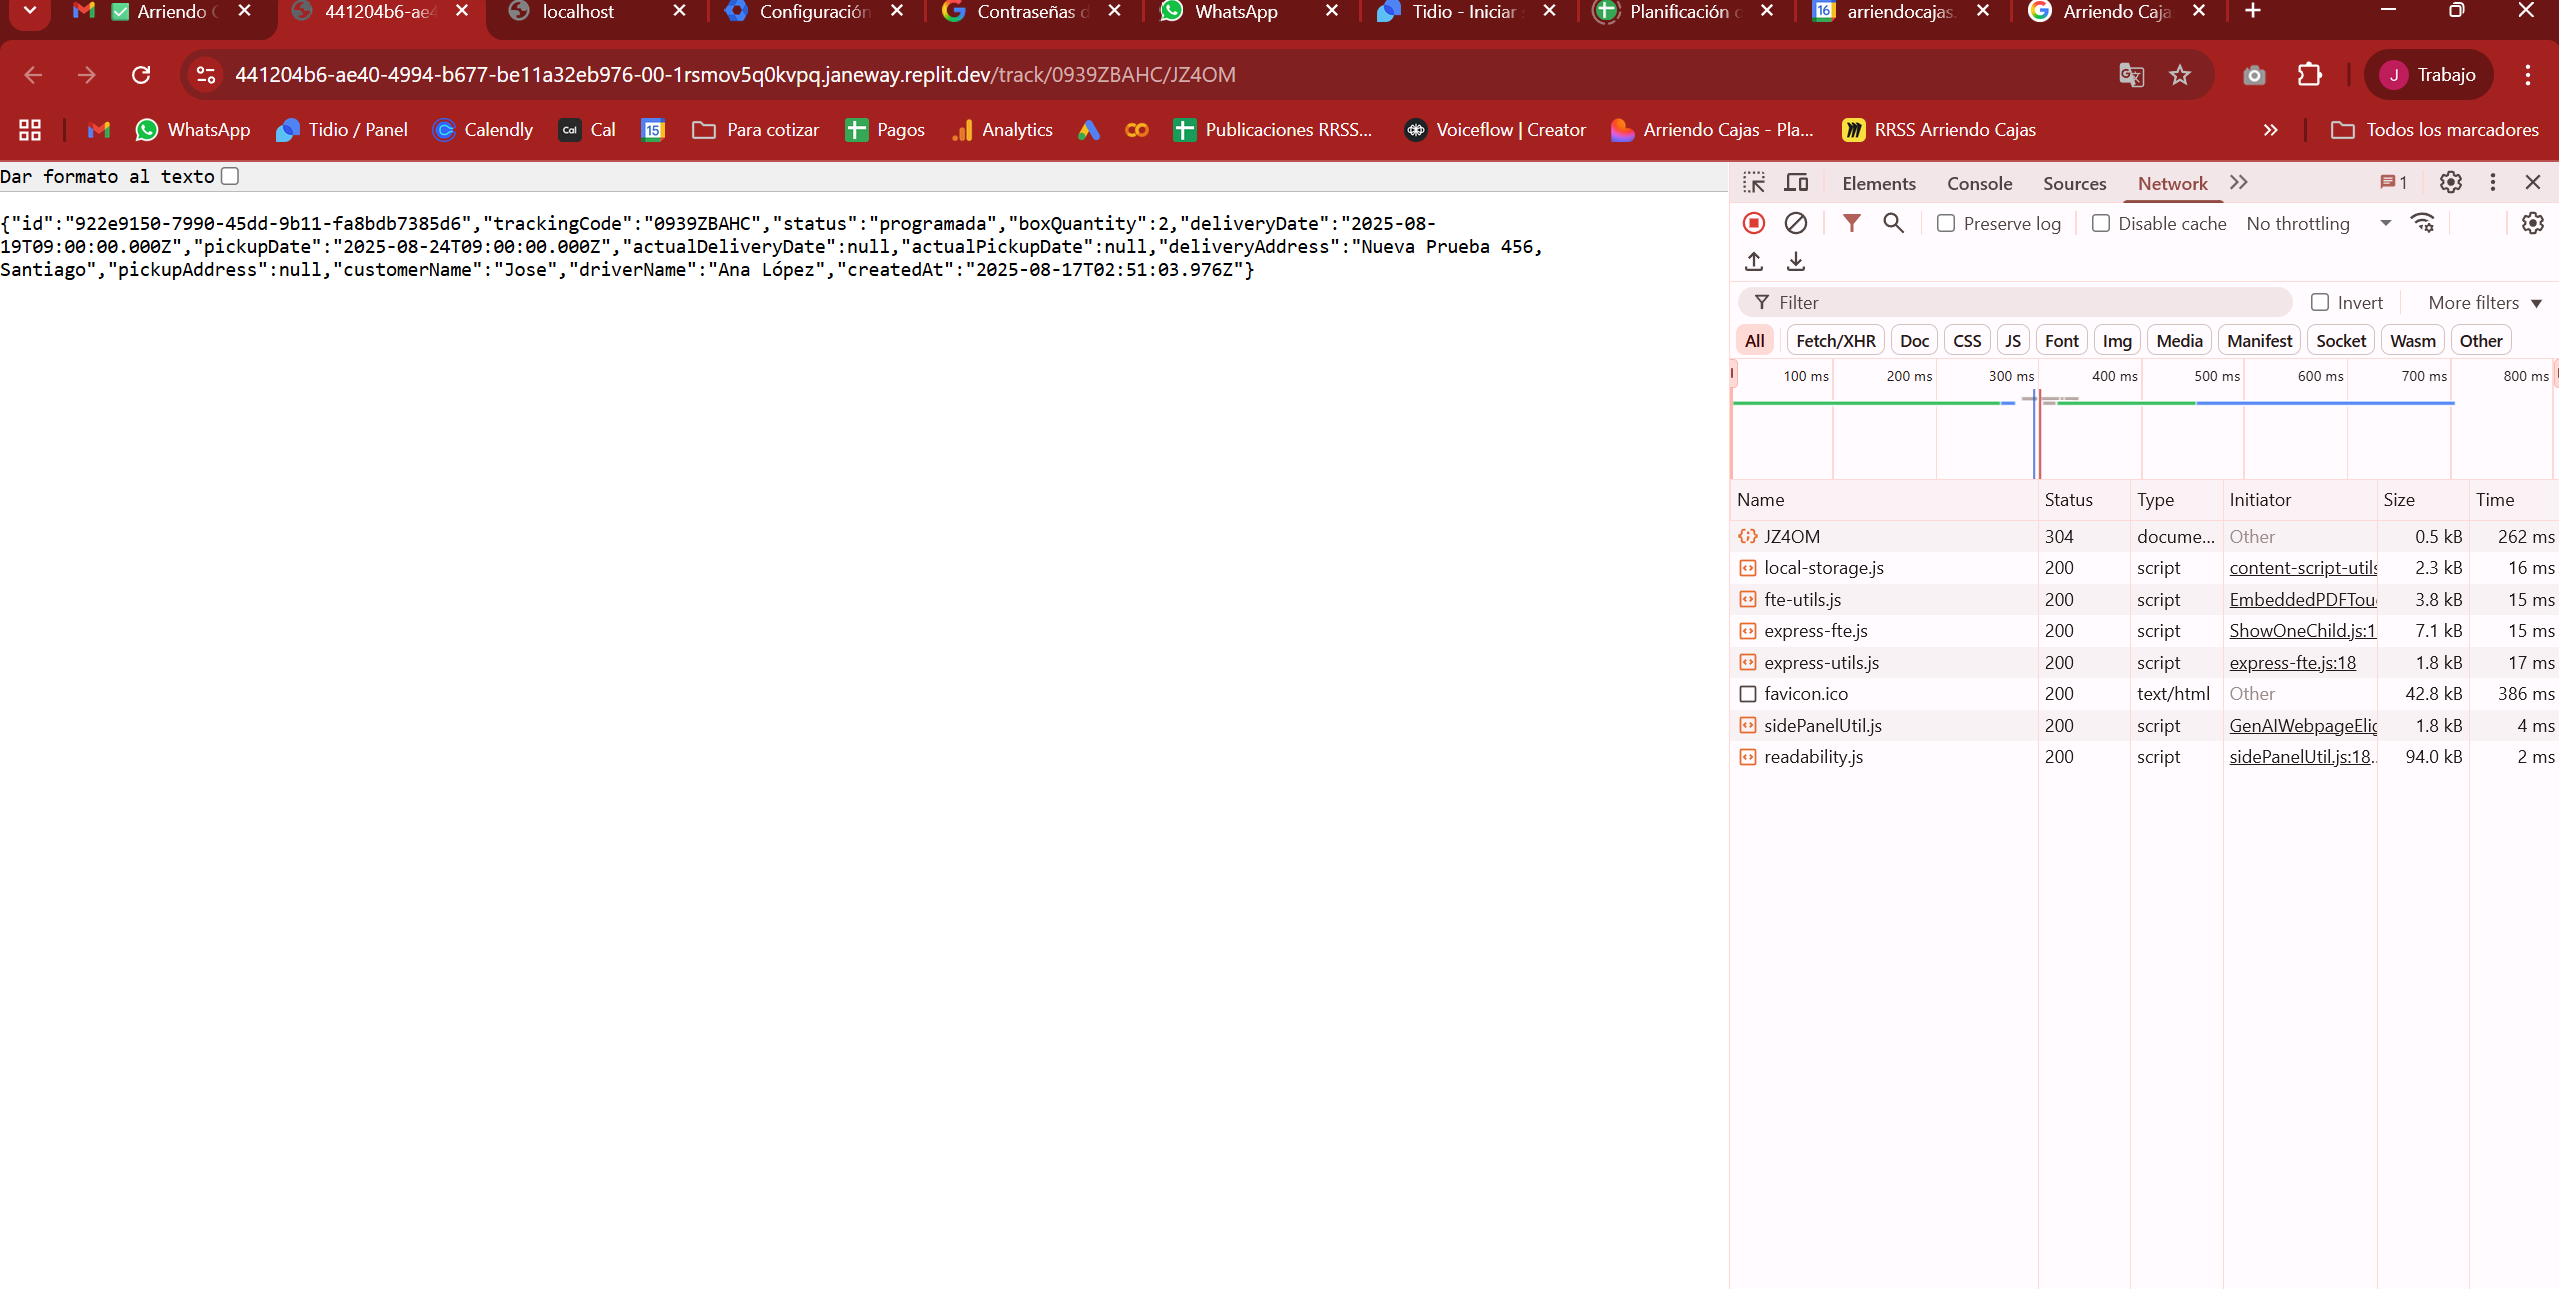 Arriendo C
441204b6-ae4
localhost
Configuración
Contraseñas d
WhatsApp
Tidio - Iniciar
Planificación
16 arriendocajas.
Arriendo Caja
441204b6-ae40-4994-b677-be11a32eb976-00-1rsmov5q0kvpq.janeway.replit.dev/track/0939ZBAHC/JZ4OM
J Trabajo
WhatsApp
Tidio / Panel
Calendly
Cal Cal
15
Para cotizar
Pagos
Analytics
Publicaciones RRSS...
Voiceflow | Creator
Arriendo Cajas - Pla...
RRSS Arriendo Cajas
Todos los marcadores
Dar formato al texto
{"id":"922e9150-7990-45dd-9b11-fa8bdb7385d6","trackingCode":"0939ZBAHC","status":"programada","boxQuantity":2,"deliveryDate":"2025-08-
19T09:00:00.000Z","pickupDate":"2025-08-24T09:00:00.000Z","actualDeliveryDate":null,"actualPickupDate":null,"deliveryAddress":"Nueva Prueba 456,
Santiago","pickupAddress":null,"customerName":"Jose","driverName":"Ana López","createdAt":"2025-08-17T02:51:03.976Z"}
Elements Console Sources Network 1
Preserve log Disable cache No throttling
Filter Invert More filters
All Fetch/XHR Doc CSS JS Font Img Media Manifest Socket Wasm Other
100 ms 200 ms 300 ms 400 ms 500 ms 600 ms 700 ms 800 ms
Name Status Type Initiator Size Time
JZ4OM 304 docume... Other 0.5 kB 262 ms
local-storage.js 200 script content-script-utils 2.3 kB 16 ms
fte-utils.js 200 script EmbeddedPDFTou 3.8 kB 15 ms
express-fte.js 200 script ShowOneChild.js:1 7.1 kB 15 ms
express-utils.js 200 script express-fte.js:18 1.8 kB 17 ms
favicon.ico 200 text/html Other 42.8 kB 386 ms
sidePanelUtil.js 200 script GenAIWebpageElig 1.8 kB 4 ms
readability.js 200 script sidePanelUtil.js:18.. 94.0 kB 2 ms